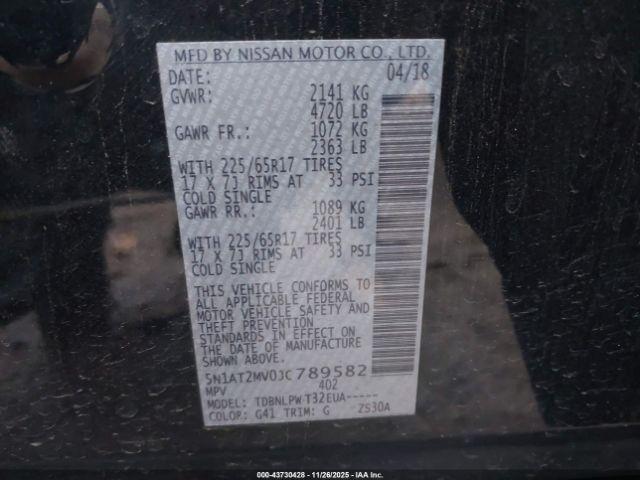 MFD BY NISSAN MOTOR CO., LTD.
DATE: 04/18
GVWR: 2141 KG
4720 LB
GAWR FR.: 1072 KG
2363 LB
WITH 225/65R17 TIRES
17 X 7J RIMS AT 33 PSI
COLD SINGLE
GAWR RR.: 1089 KG
2401 LB
WITH 225/65R17 TIRES
17 X 7J RIMS AT 33 PSI
COLD SINGLE
THIS VEHICLE CONFORMS TO
ALL APPLICABLE FEDERAL
MOTOR VEHICLE SAFETY AND
THEFT PREVENTION
STANDARDS IN EFFECT ON
THE DATE OF MANUFACTURE
SHOWN ABOVE.
5N1AT2MV0JC789582
MPV 402
MODEL: TDBNLPW-T32EUA-----
COLOR: G41 TRIM: G ZS30A
000-43730428 - 11/26/2025 - IAA Inc.